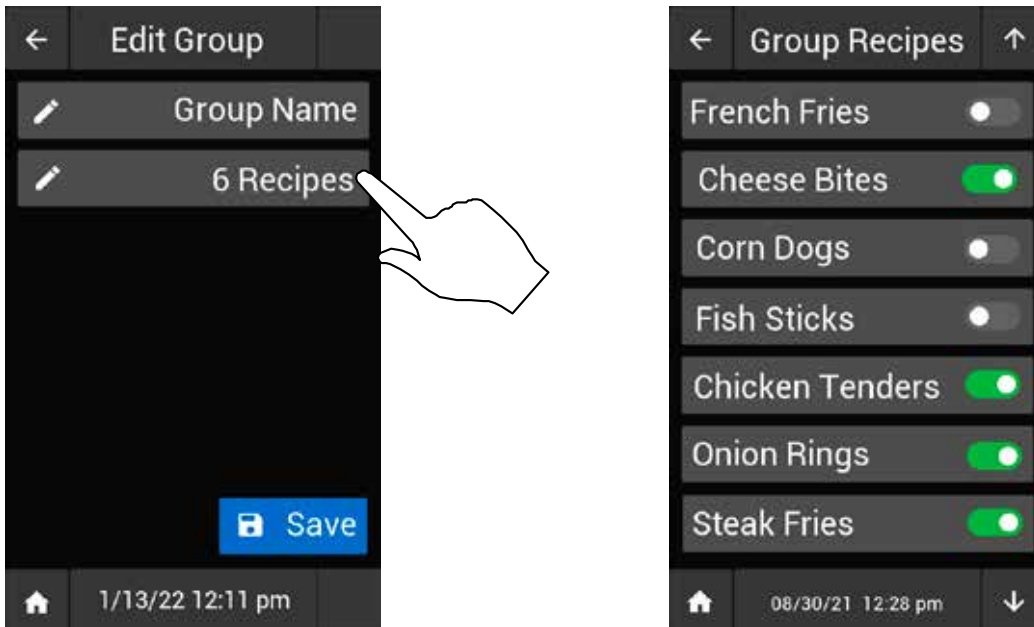 Edit Group
Group Name
6 Recipes
Save
1/13/22 12:11 pm
Group Recipes
French Fries
Cheese Bites
Corn Dogs
Fish Sticks
Chicken Tenders
Onion Rings
Steak Fries
08/30/21 12:28 pm